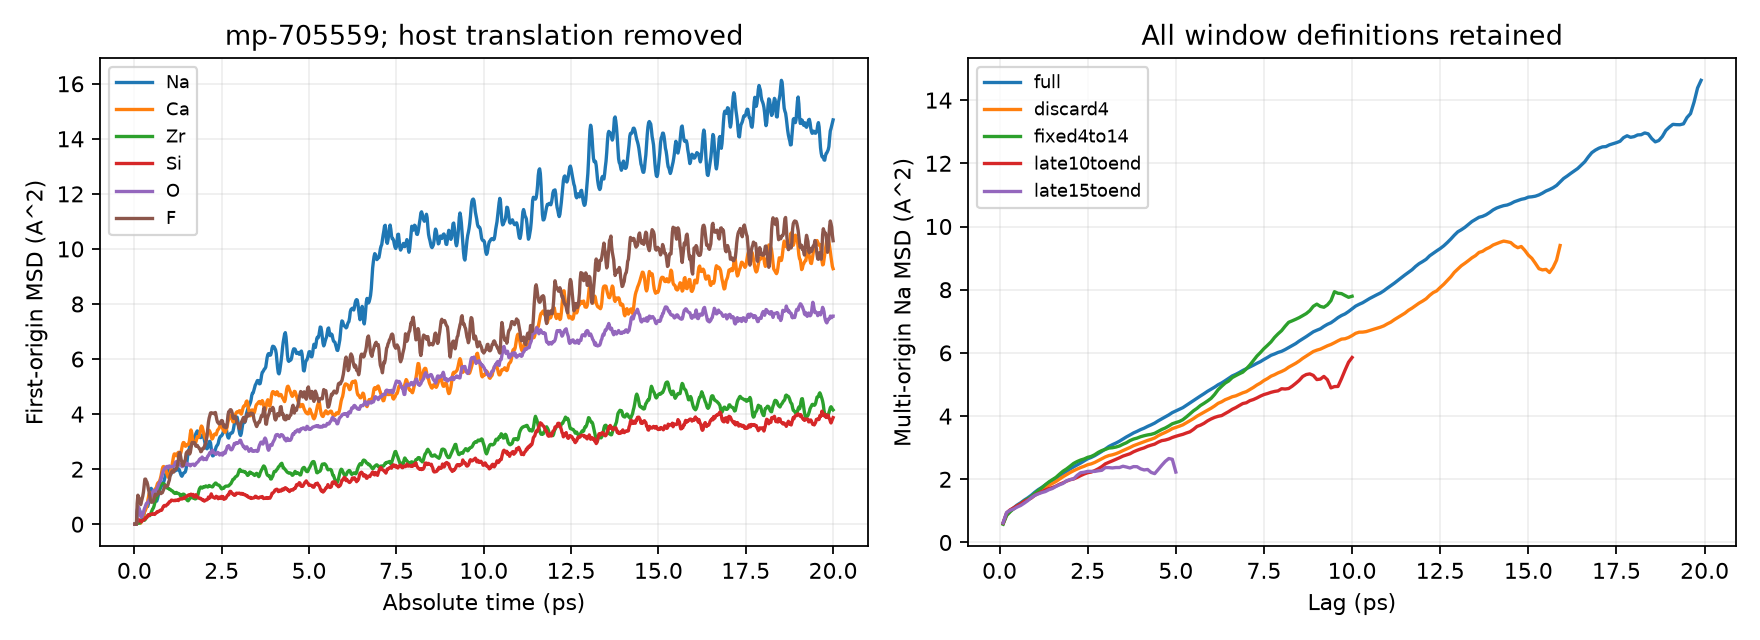 mp-705559; host translation removed
First-origin MSD (A^2)
16
14
12
10
8
6
4
2
0
Na
Ca
Zr
Si
O
F
0.0 2.5 5.0 7.5 10.0 12.5 15.0 17.5 20.0
Absolute time (ps)
All window definitions retained
Multi-origin Na MSD (A^2)
14
12
10
8
6
4
2
0
full
discard4
fixed4to14
late10toend
late15toend
0.0 2.5 5.0 7.5 10.0 12.5 15.0 17.5 20.0
Lag (ps)